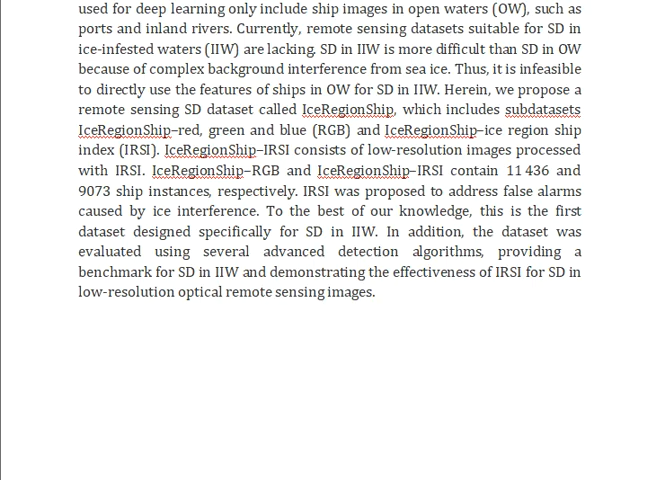 used for deep learning only include ship images in open waters (OW), such as
ports and inland rivers. Currently, remote sensing datasets suitable for SD in
ice-infested waters (IIW) are lacking. SD in IIW is more difficult than SD in OW
because of complex background interference from sea ice. Thus, it is infeasible
to directly use the features of ships in OW for SD in IIW. Herein, we propose a
remote sensing SD dataset called IceRegionShip, which includes subdatasets
IceRegionShip–red, green and blue (RGB) and IceRegionShip–ice region ship
index (IRSI). IceRegionShip–IRSI consists of low-resolution images processed
with IRSI. IceRegionShip–RGB and IceRegionShip–IRSI contain 11 436 and
9073 ship instances, respectively. IRSI was proposed to address false alarms
caused by ice interference. To the best of our knowledge, this is the first
dataset designed specifically for SD in IIW. In addition, the dataset was
evaluated using several advanced detection algorithms, providing a
benchmark for SD in IIW and demonstrating the effectiveness of IRSI for SD in
low-resolution optical remote sensing images.